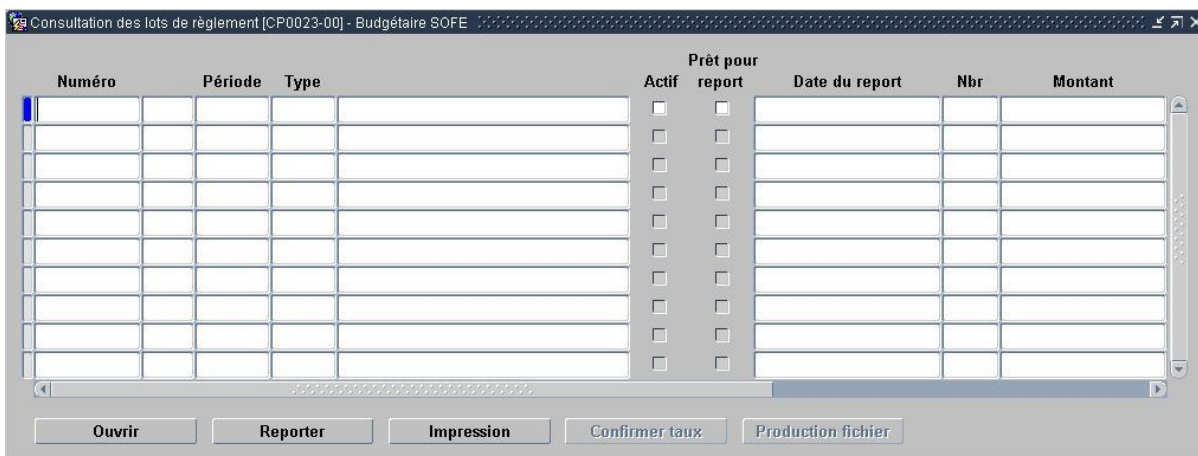 Consultation des lots de règlement [CP0023-00] - Budgétaire SOFE
Prêt pour
Numéro Période Type Actif report Date du report Nbr Montant
Ouvrir Reporter Impression Confirmer taux Production fichier